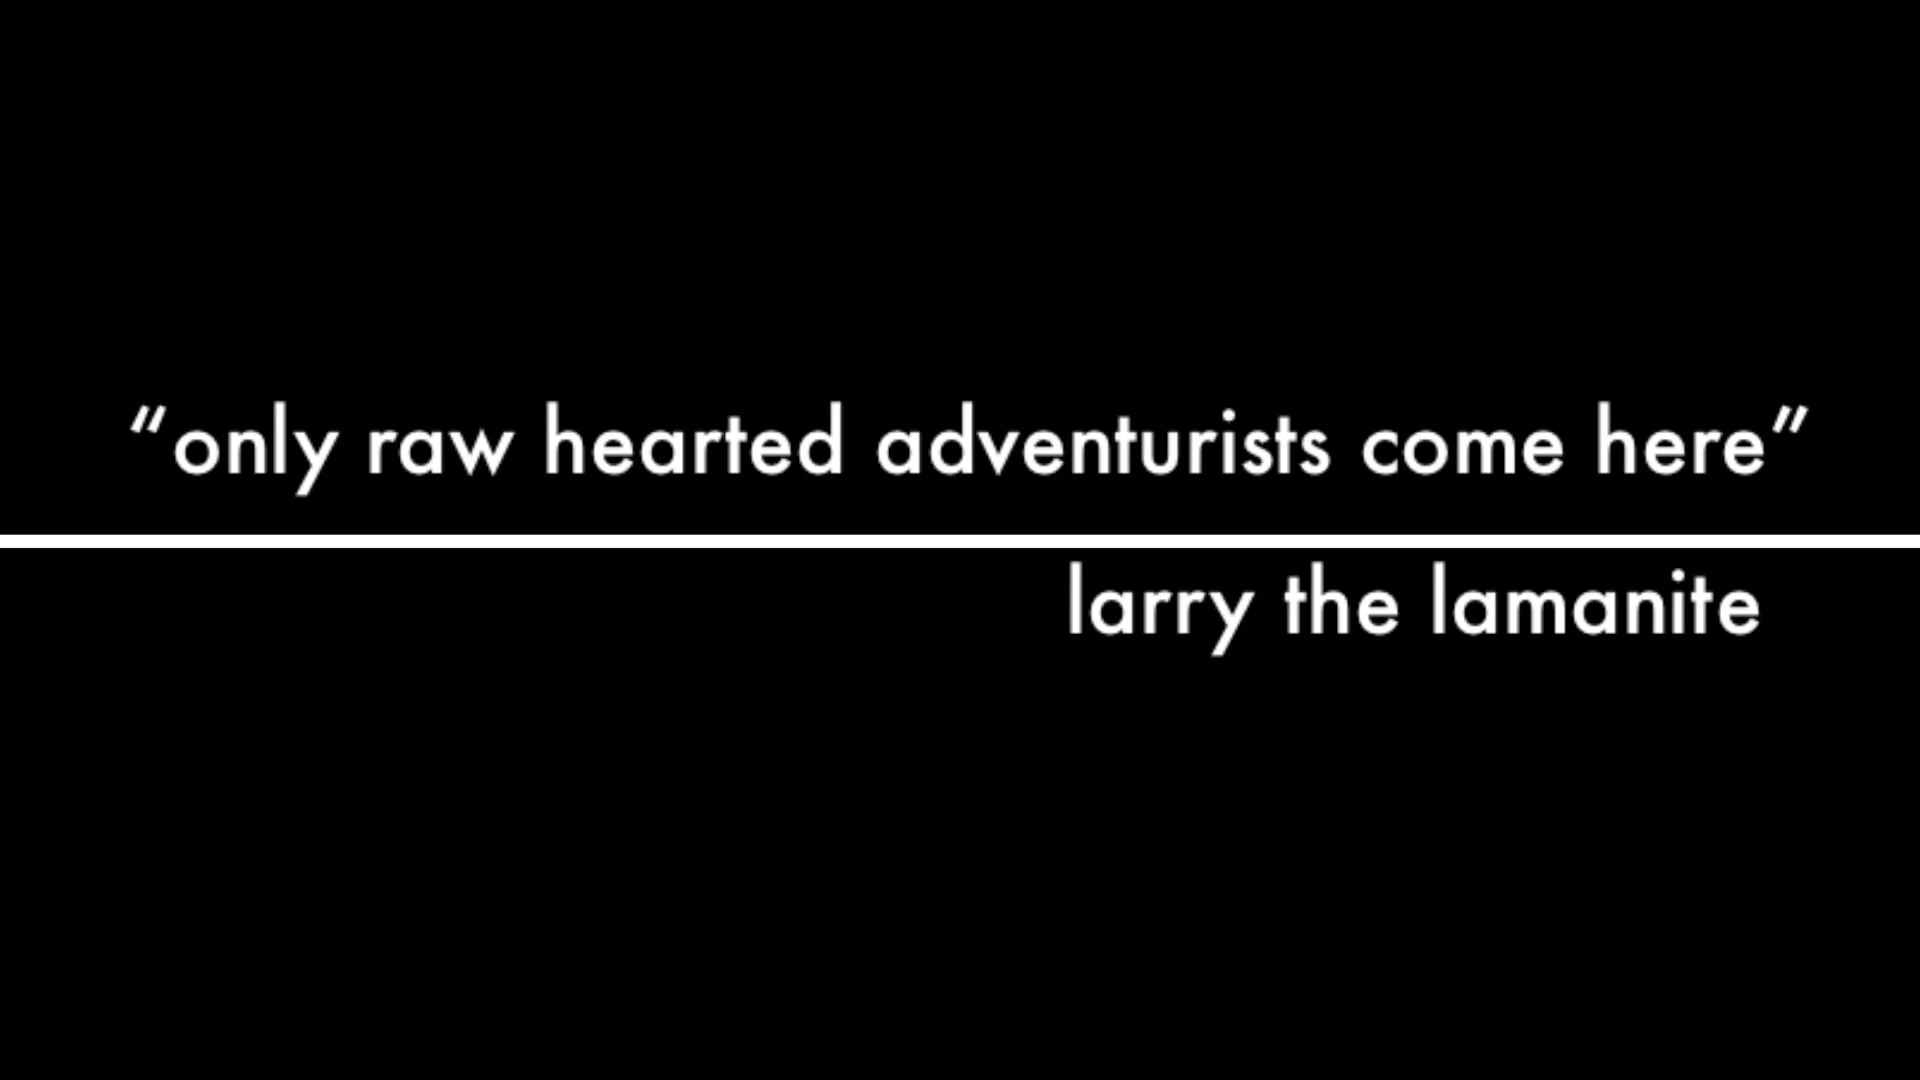 “only raw hearted adventurists come here”
larry the lamanite